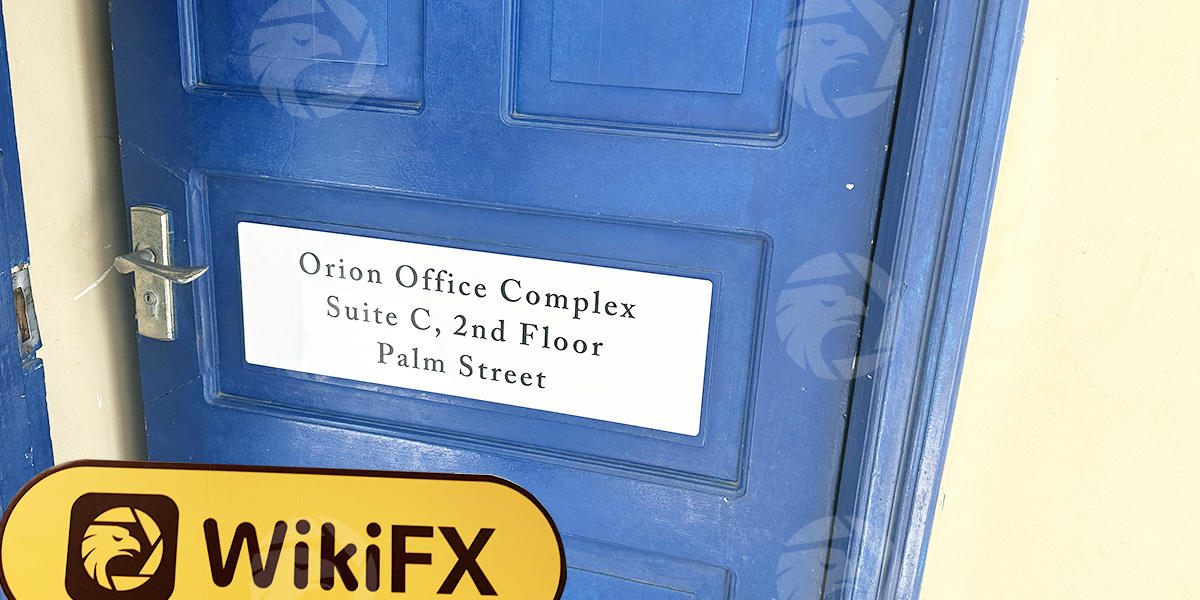 Orion Office Complex
Suite C, 2nd Floor
Palm Street
WikiFX